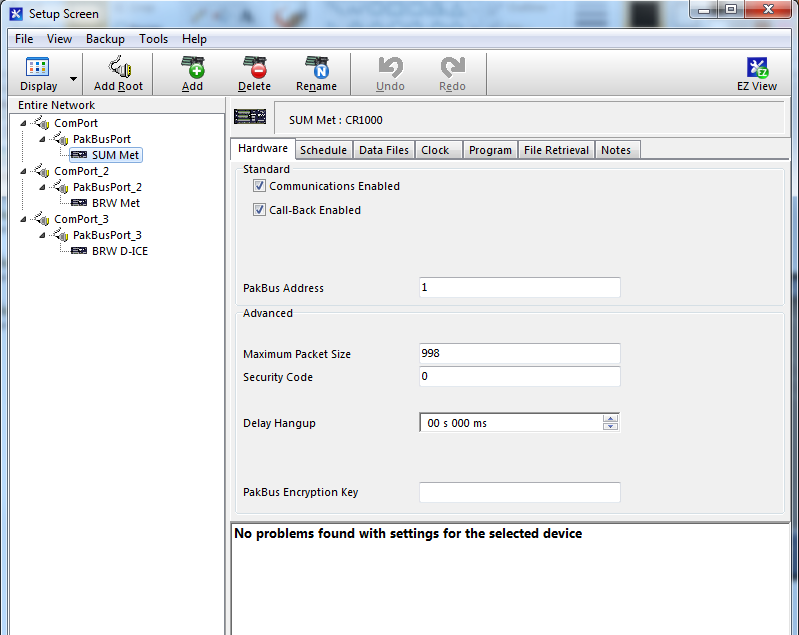 Setup Screen
File View Backup Tools Help
Display Add Root Add Delete Rename Undo Redo EZ View
Entire Network
ComPort
PakBusPort
SUM Met
ComPort_2
PakBusPort_2
BRW Met
ComPort_3
PakBusPort_3
BRW D-ICE
SUM Met : CR1000
Hardware Schedule Data Files Clock Program File Retrieval Notes
Standard
Communications Enabled
Call-Back Enabled
PakBus Address 1
Advanced
Maximum Packet Size 998
Security Code 0
Delay Hangup 00 s 000 ms
PakBus Encryption Key
No problems found with settings for the selected device